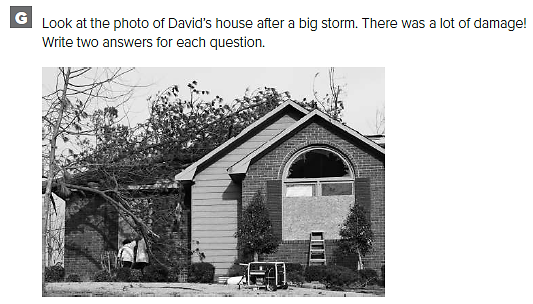 G
Look at the photo of David's house after a big storm. There was a lot of damage!
Write two answers for each question.